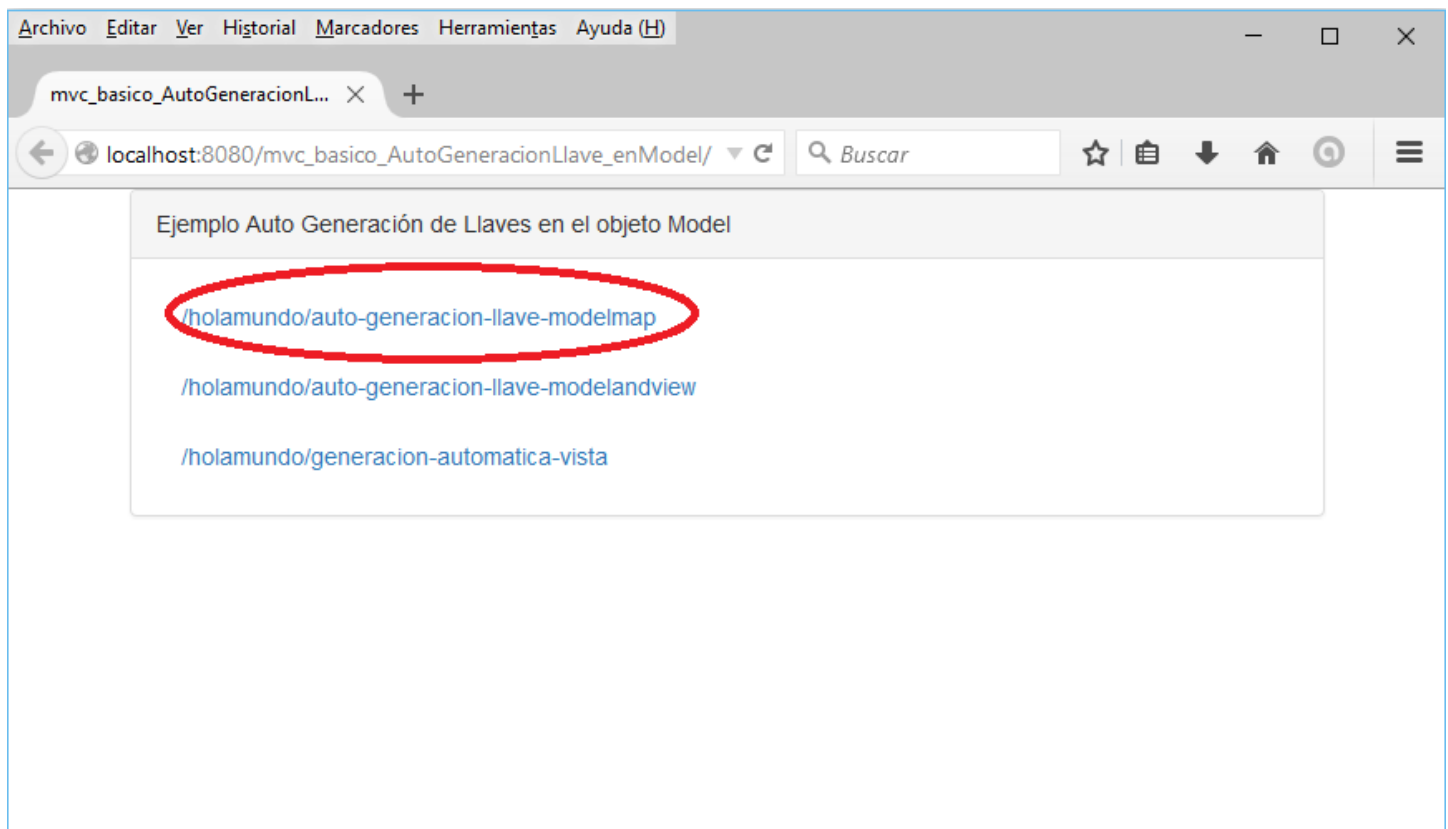 Archivo Editar Ver Historial Marcadores Herramientas Ayuda (H)
mvc_basico_AutoGeneracionL...
localhost:8080/mvc_basico_AutoGeneracionLlave_enModel/
Buscar
Ejemplo Auto Generación de Llaves en el objeto Model
/holamundo/auto-generacion-llave-modelmap
/holamundo/auto-generacion-llave-modelandview
/holamundo/generacion-automatica-vista